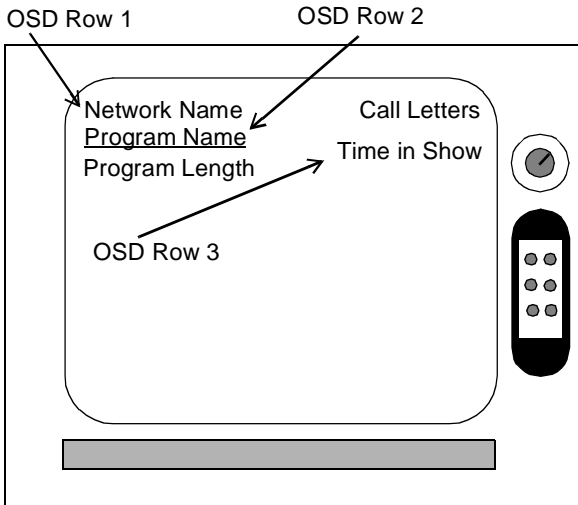 OSD Row 1
OSD Row 2
Network Name
Call Letters
Program Name
Time in Show
Program Length
OSD Row 3